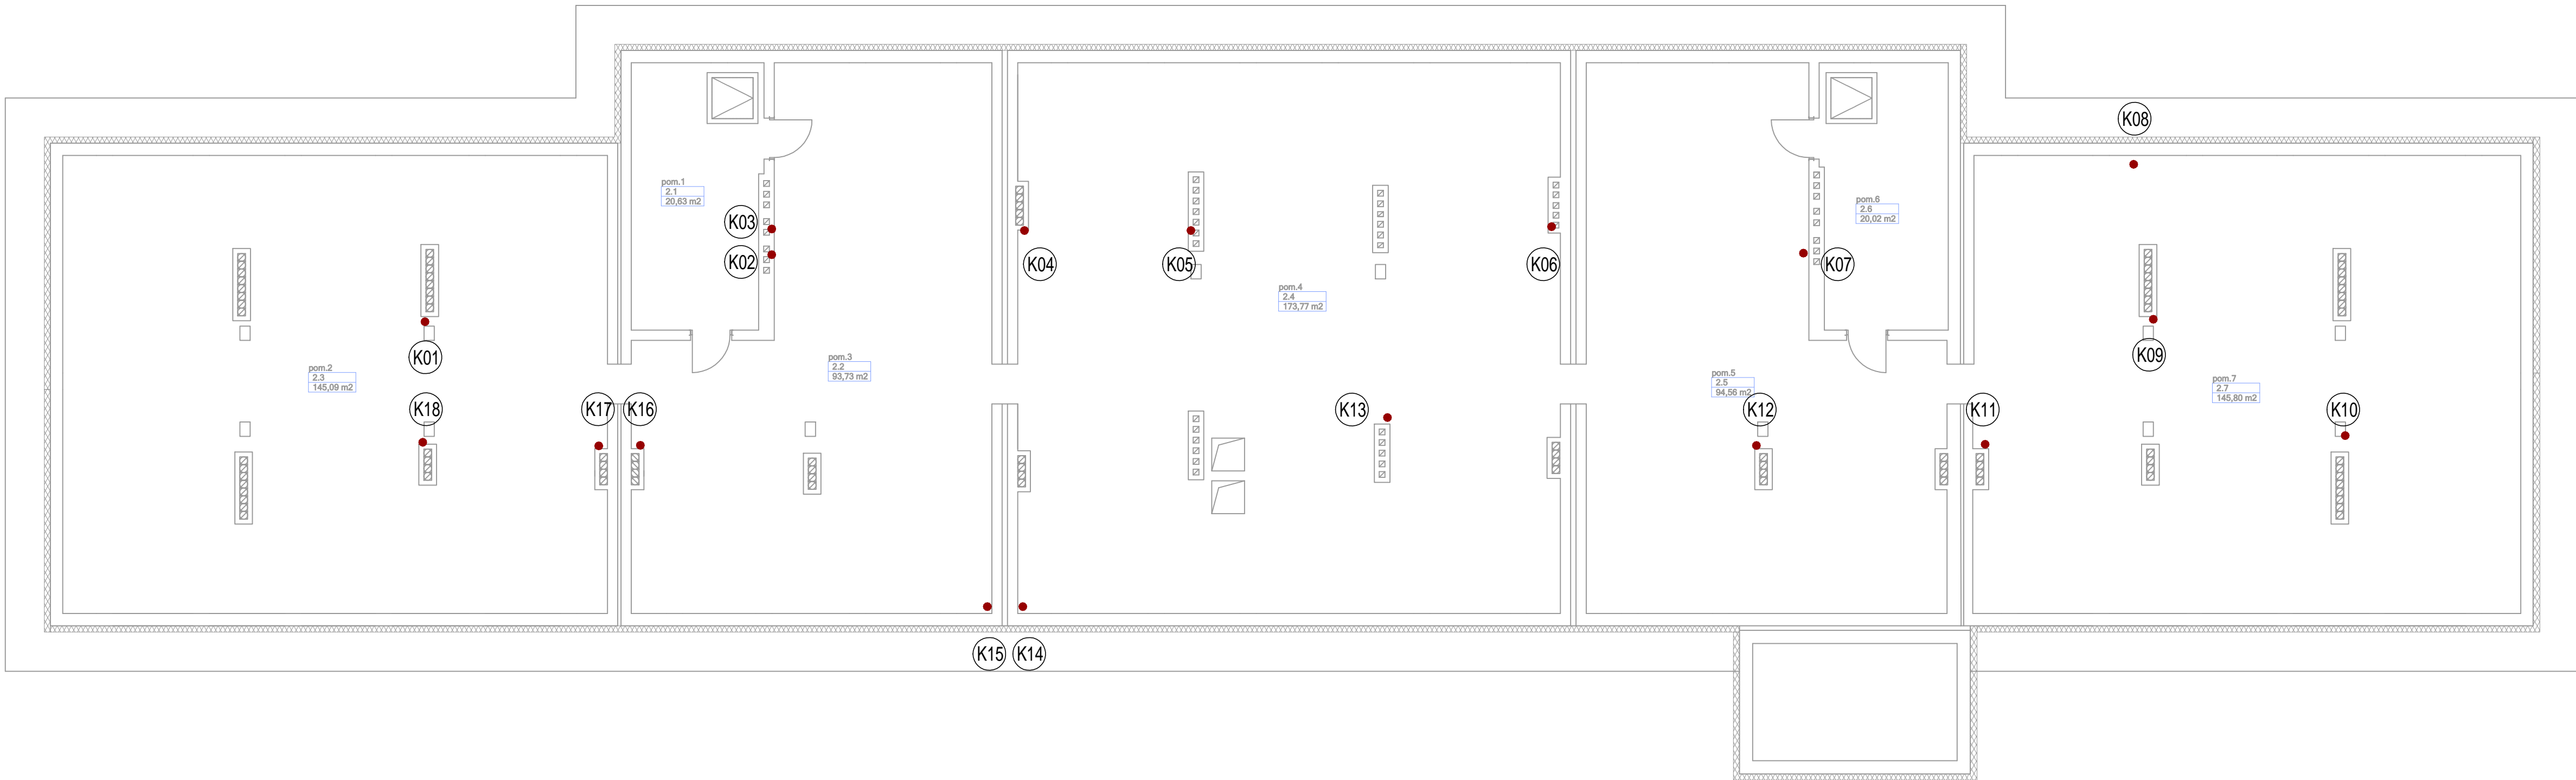 K08
pom.1
2.1
20,63 m2
K03
K02
pom.6
2.6
20,02 m2
K04
K05
K06
K07
pom.4
2.4
173,77 m2
K01
K09
pom.2
2.3
145,09 m2
pom.3
2.2
93,73 m2
pom.5
2.5
94,56 m2
pom.7
2.7
145,80 m2
K18
K17
K16
K13
K12
K11
K10
K15
K14